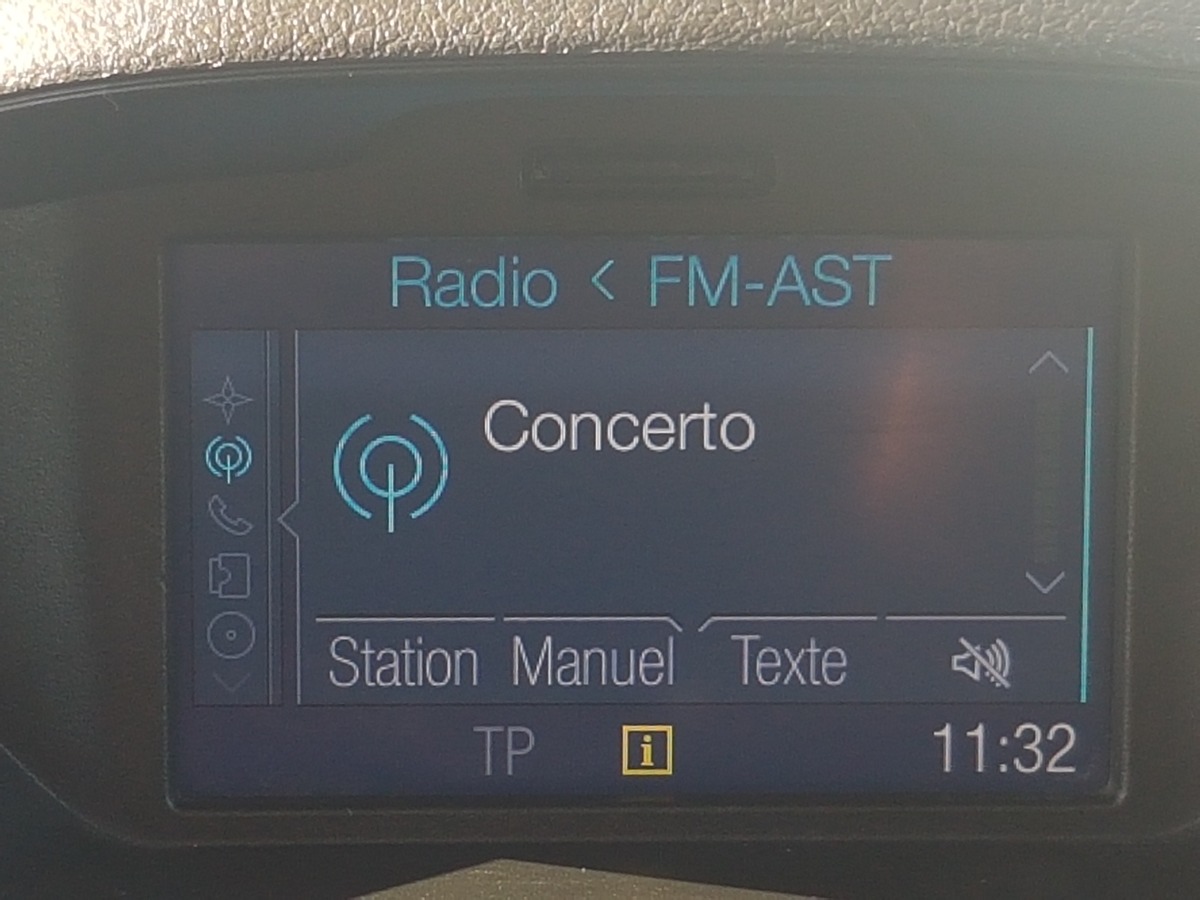 Radio < FM-AST
Concerto
Station Manuel Texte
TP i 11:32